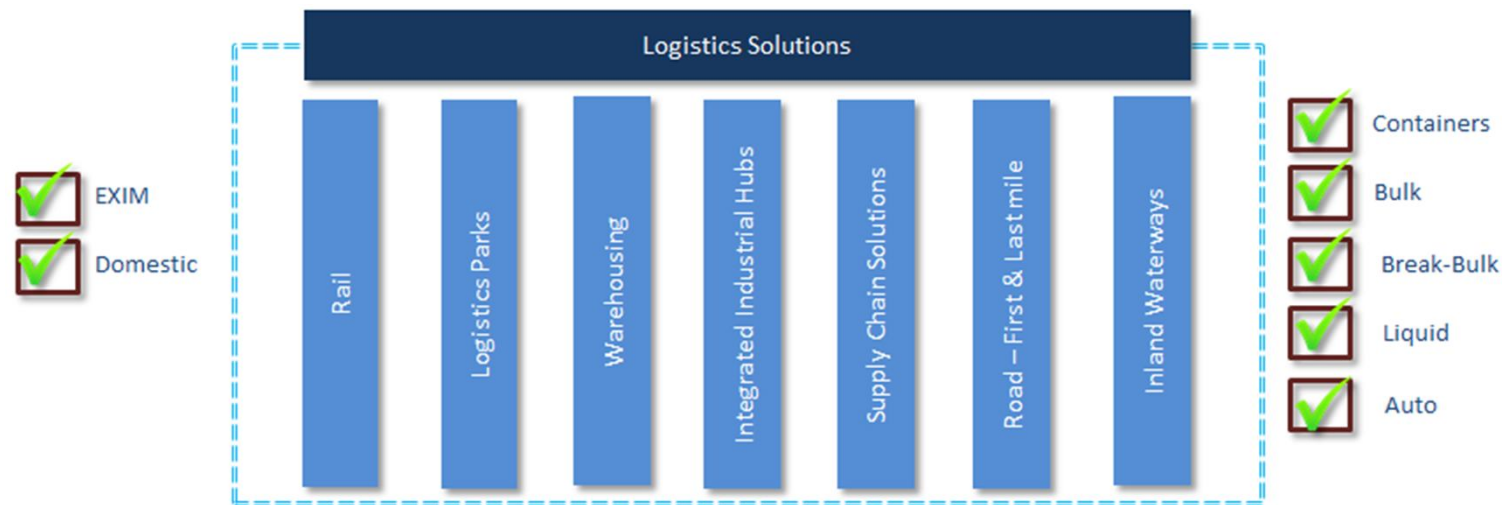 Logistics Solutions
EXIM
Domestic
Rail
Logistics Parks
Warehousing
Integrated Industrial Hubs
Supply Chain Solutions
Road – First & Last mile
Inland Waterways
Containers
Bulk
Break-Bulk
Liquid
Auto